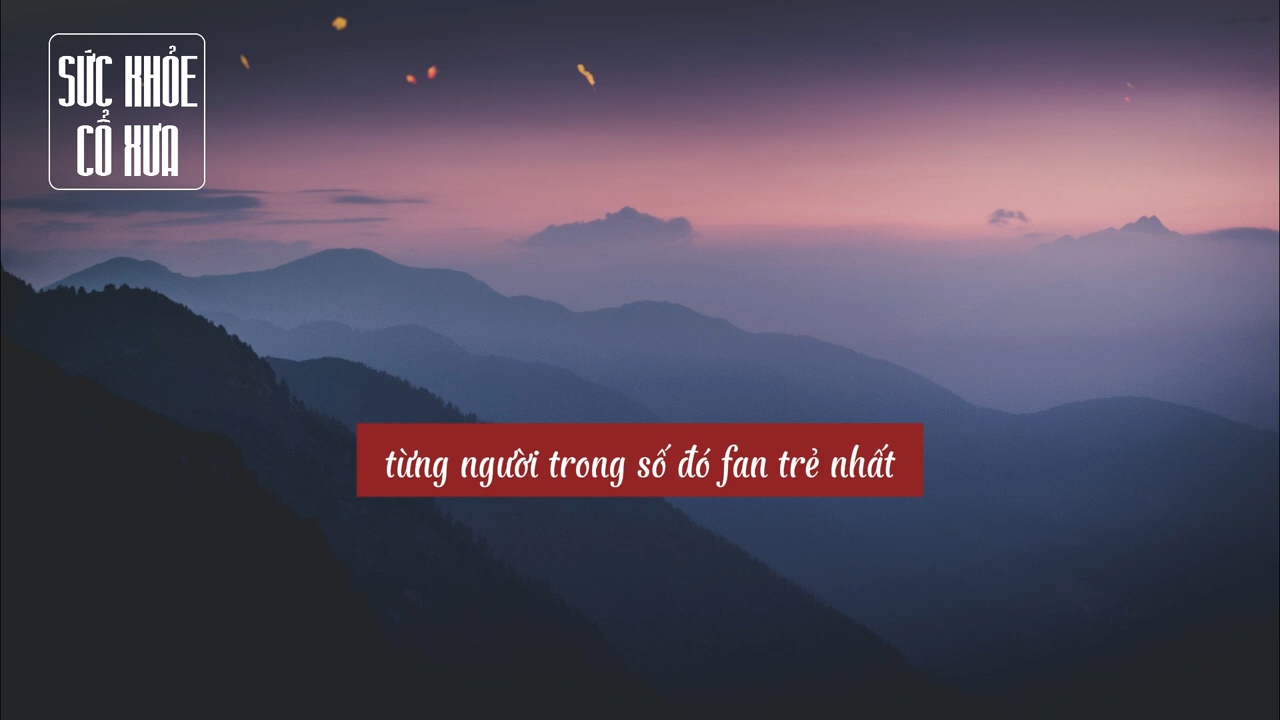 SỨC KHỎE
CỔ XƯA
từng người trong số đó fan trẻ nhất